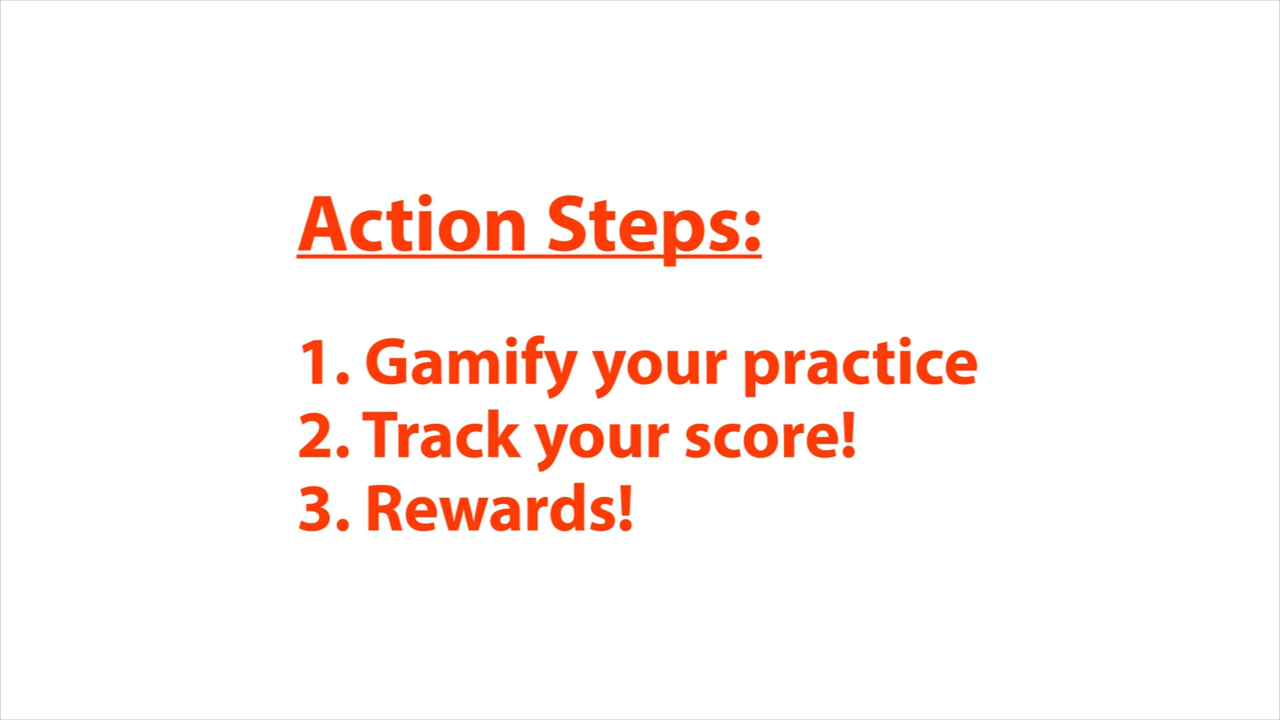 Action Steps:
1. Gamify your practice
2. Track your score!
3. Rewards!